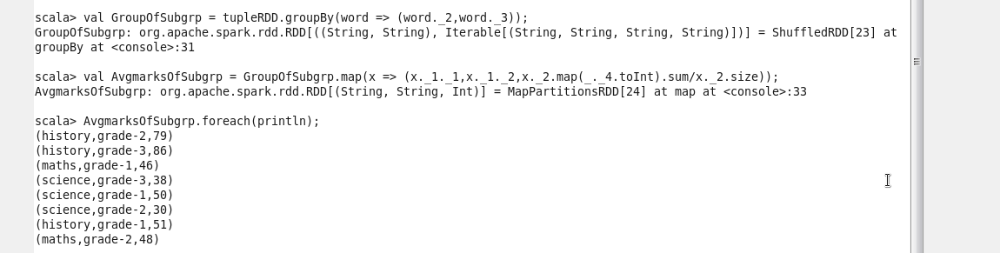 scala> val GroupOfSubgrp = tupleRDD.groupBy(word => (word._2,word._3));
GroupOfSubgrp: org.apache.spark.rdd.RDD[((String, String), Iterable[(String, String, String, String)])] = ShuffledRDD[23] at
groupBy at <console>:31
scala> val AvgmarksOfSubgrp = GroupOfSubgrp.map(x => (x._1._1,x._1._2,x._2.map(_._4.toInt).sum/x._2.size));
AvgmarksOfSubgrp: org.apache.spark.rdd.RDD[(String, String, Int)] = MapPartitionsRDD[24] at map at <console>:33
scala> AvgmarksOfSubgrp.foreach(println);
(history,grade-2,79)
(history,grade-3,86)
(maths,grade-1,46)
(science,grade-3,38)
(science,grade-1,50)
(science,grade-2,30)
(history,grade-1,51)
(maths,grade-2,48)